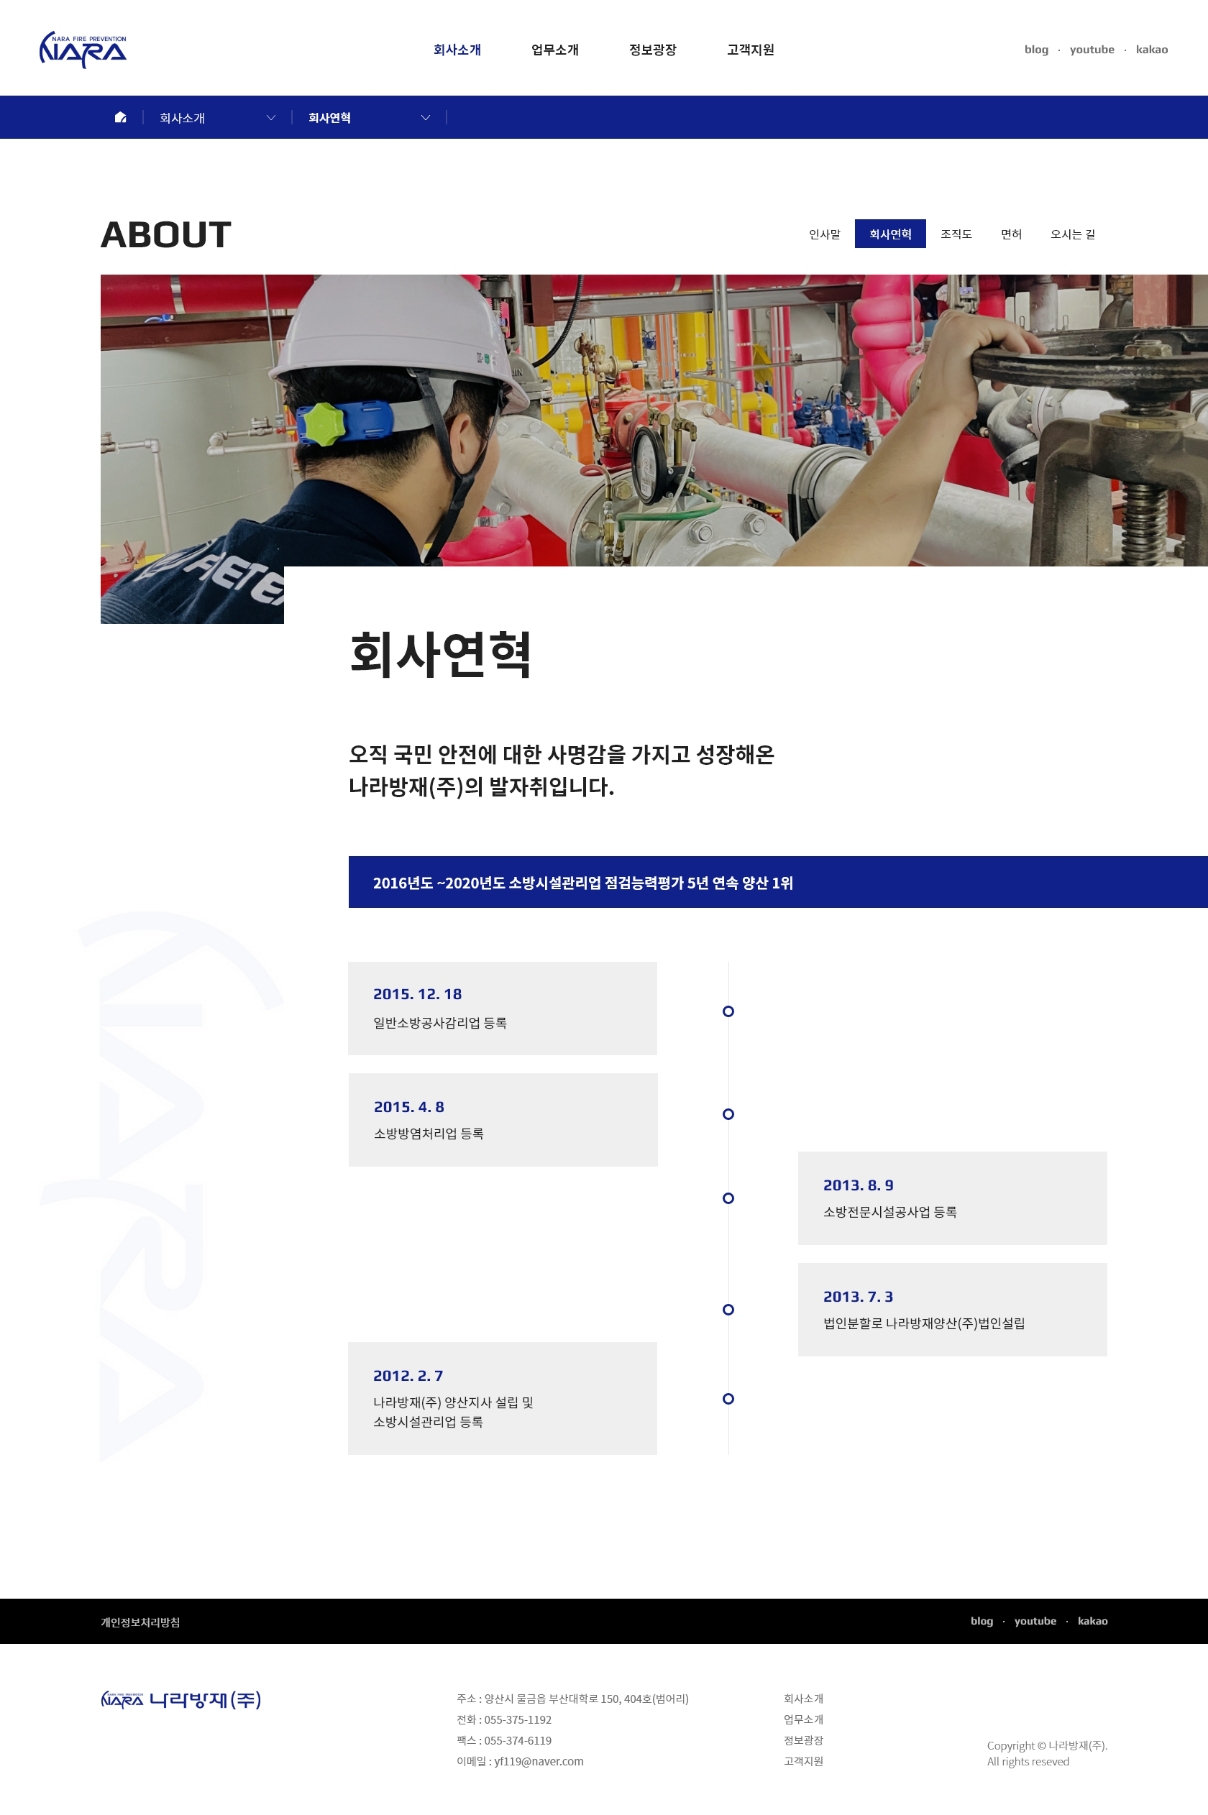 NARA FIRE PREVENTION
NARA
회사소개 업무소개 정보광장 고객지원
blog · youtube · kakao
회사소개 회사연혁
ABOUT
인사말 회사연혁 조직도 면허 오시는 길
회사연혁
오직 국민 안전에 대한 사명감을 가지고 성장해온
나라방재(주)의 발자취입니다.
2016년도 ~2020년도 소방시설관리업 점검능력평가 5년 연속 양산 1위
NARA
2015. 12. 18
일반소방공사감리업 등록
2015. 4. 8
소방방염처리업 등록
2013. 8. 9
소방전문시설공사업 등록
2013. 7. 3
법인분할로 나라방재양산(주)법인설립
2012. 2. 7
나라방재(주) 양산지사 설립 및
소방시설관리업 등록
개인정보처리방침
blog · youtube · kakao
NARA 나라방재(주)
주소 : 양산시 물금읍 부산대학로 150, 404호(범어리)
전화 : 055-375-1192
팩스 : 055-374-6119
이메일 : yf119@naver.com
회사소개
업무소개
정보광장
고객지원
Copyright © 나라방재(주).
All rights reseved